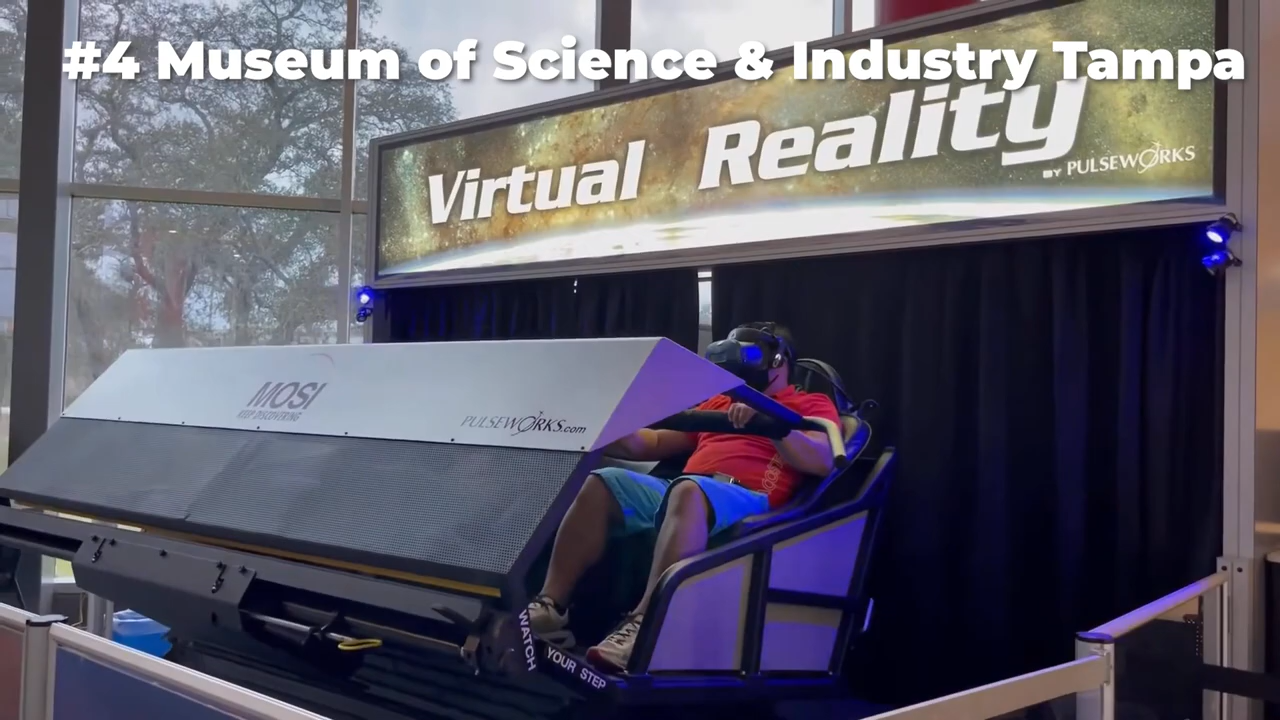 #4 Museum of Science & Industry Tampa
Virtual Reality
BY PULSEWORKS
MOSI
KEEP DISCOVERING
PULSEWORKS.com
WATCH
YOUR STEP